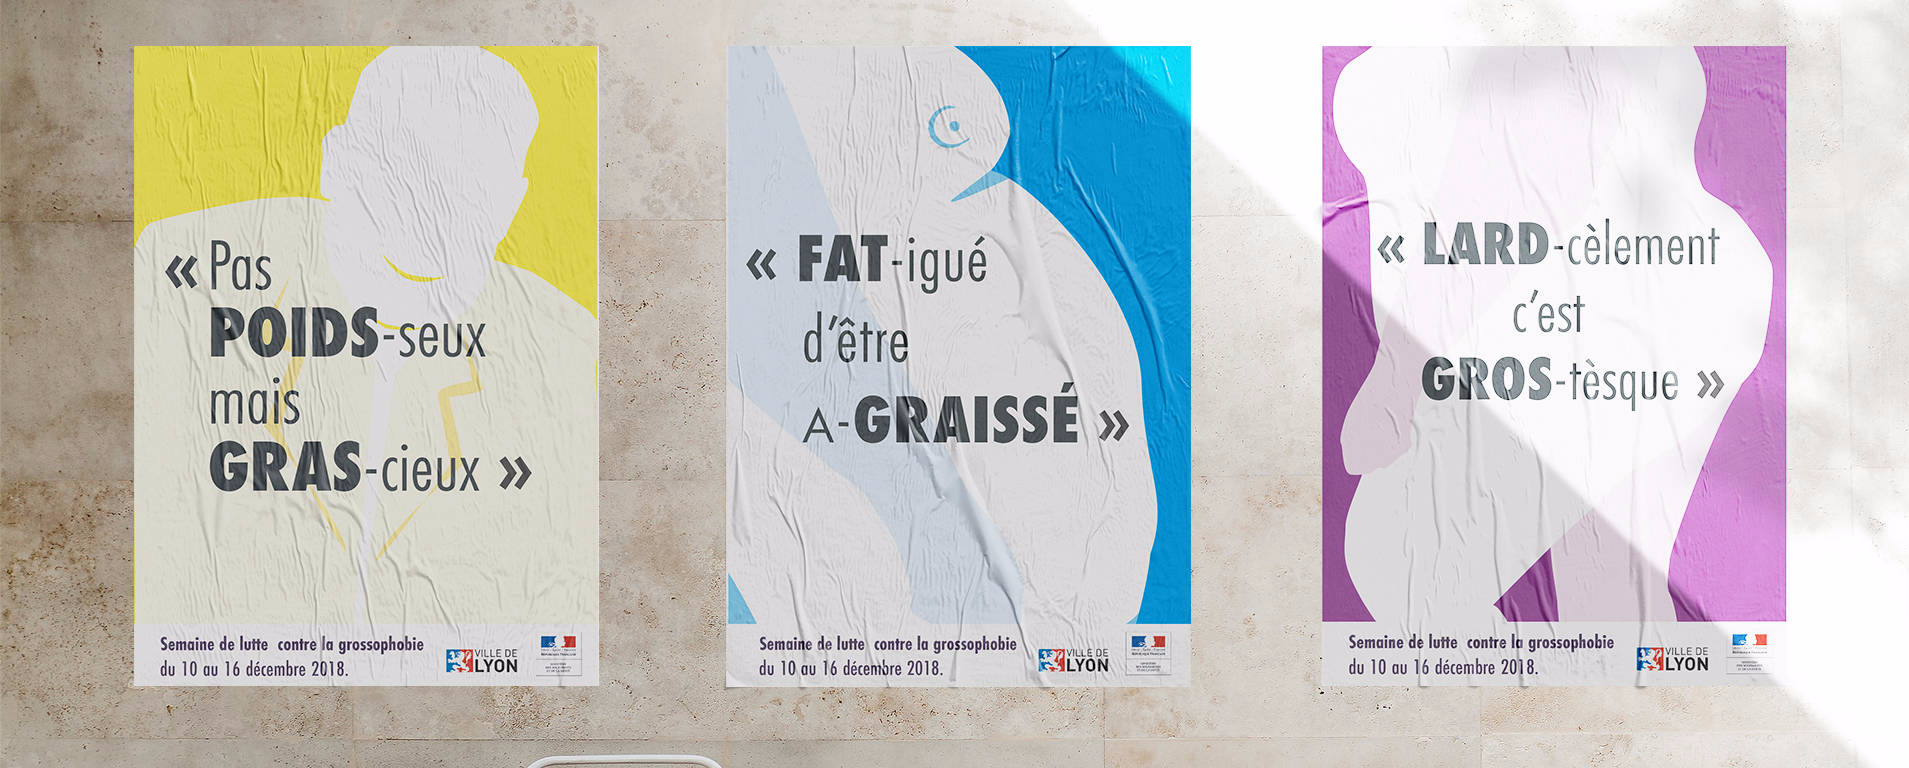 « Pas
POIDS-seux
mais
GRAS-cieux »
Semaine de lutte contre la grossophobie
du 10 au 16 décembre 2018.
VILLE DE
LYON
« FAT-igué
d'être
A-GRAISSÉ »
Semaine de lutte contre la grossophobie
du 10 au 16 décembre 2018.
VILLE DE
LYON
« LARD-cèlement
c'est
GROS-tèsque »
Semaine de lutte contre la grossophobie
du 10 au 16 décembre 2018.
VILLE DE
LYON